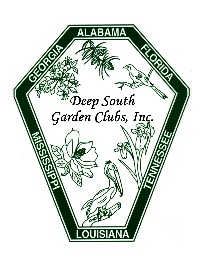 ALABAMA
GEORGIA
FLORIDA
Deep South
Garden Clubs, Inc.
MISSISSIPPI
TENNESSEE
LOUISIANA